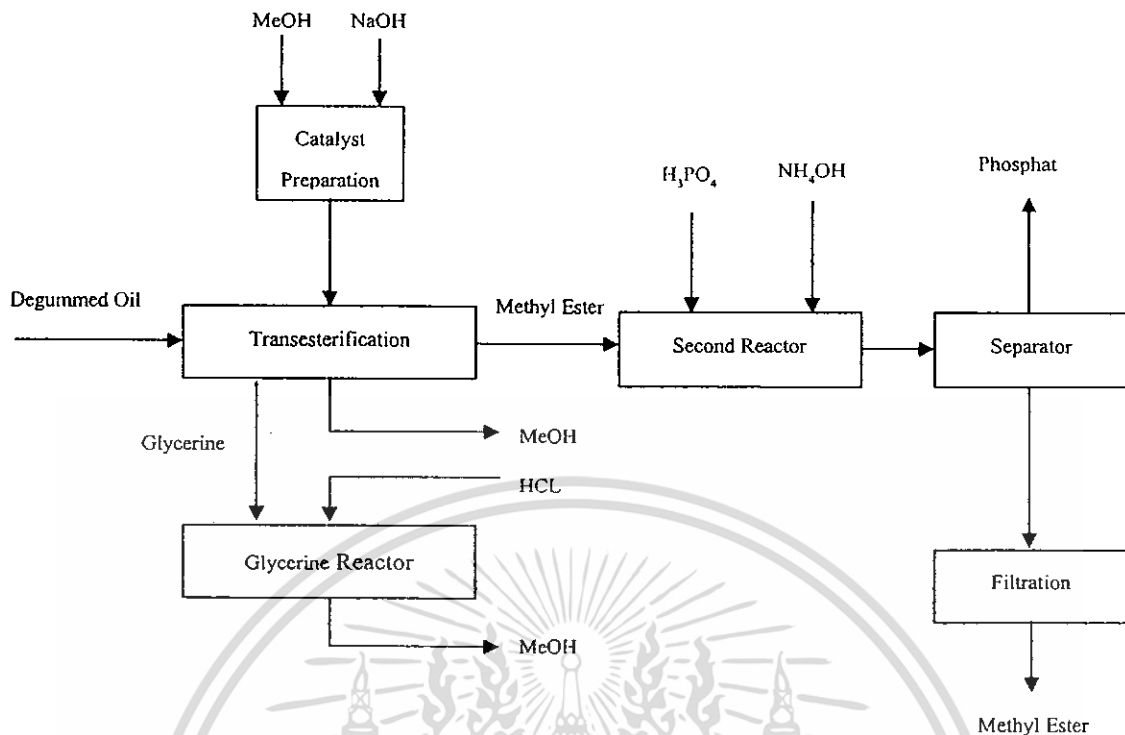 MeOH
NaOH
Catalyst
Preparation
H₃PO₄
NH₄OH
Phosphat
Degummed Oil
Transesterification
Methyl Ester
Second Reactor
Separator
Glycerine
MeOH
HCL
Glycerine Reactor
MeOH
Filtration
Methyl Ester